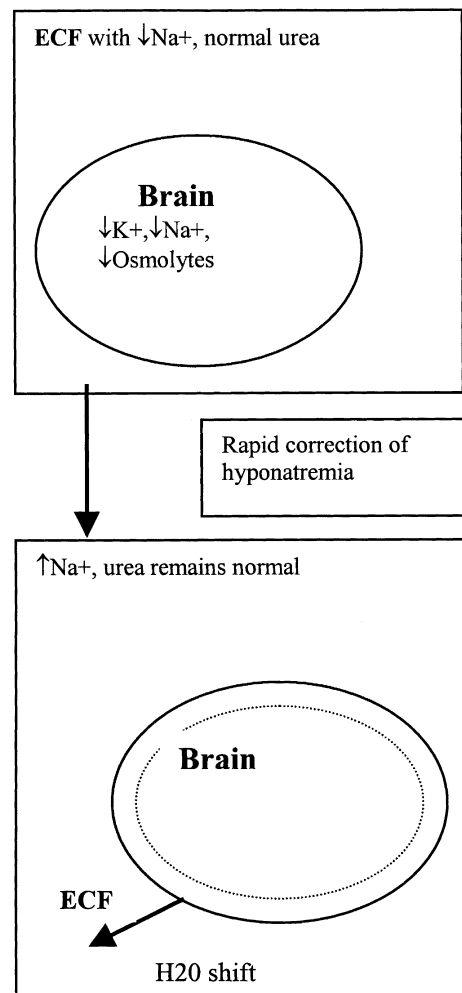 ECF with ↓Na+, normal urea
Brain
↓K+,↓Na+,
↓Osmolytes
Rapid correction of
hyponatremia
↑Na+, urea remains normal
Brain
ECF
H20 shift